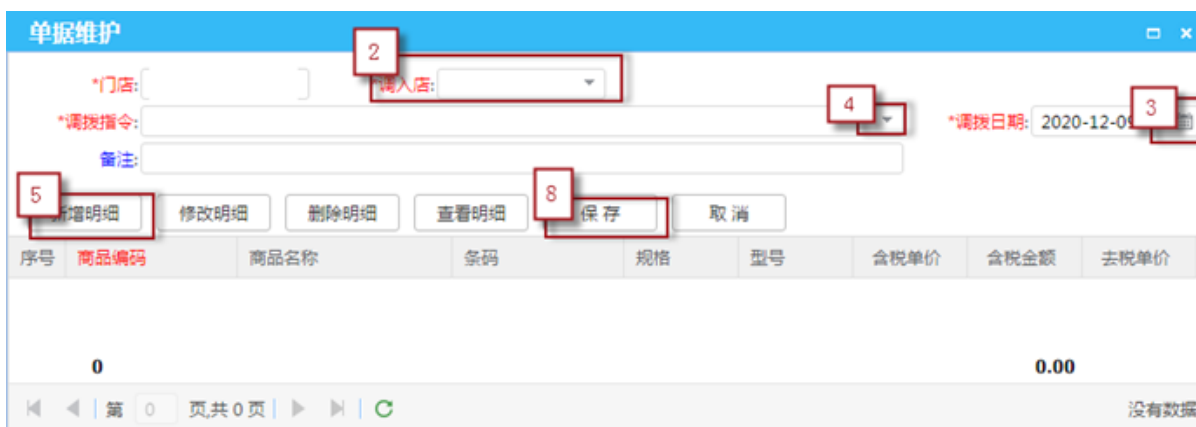 单据维护
2
*门店: *调入店:
4 3
*调拨指令: *调拨日期: 2020-12-09
备注:
5 8
新增明细 修改明细 删除明细 查看明细 保存 取消
序号 商品编码 商品名称 条码 规格 型号 含税单价 含税金额 去税单价
0 0.00
第 0 页,共0页 没有数据